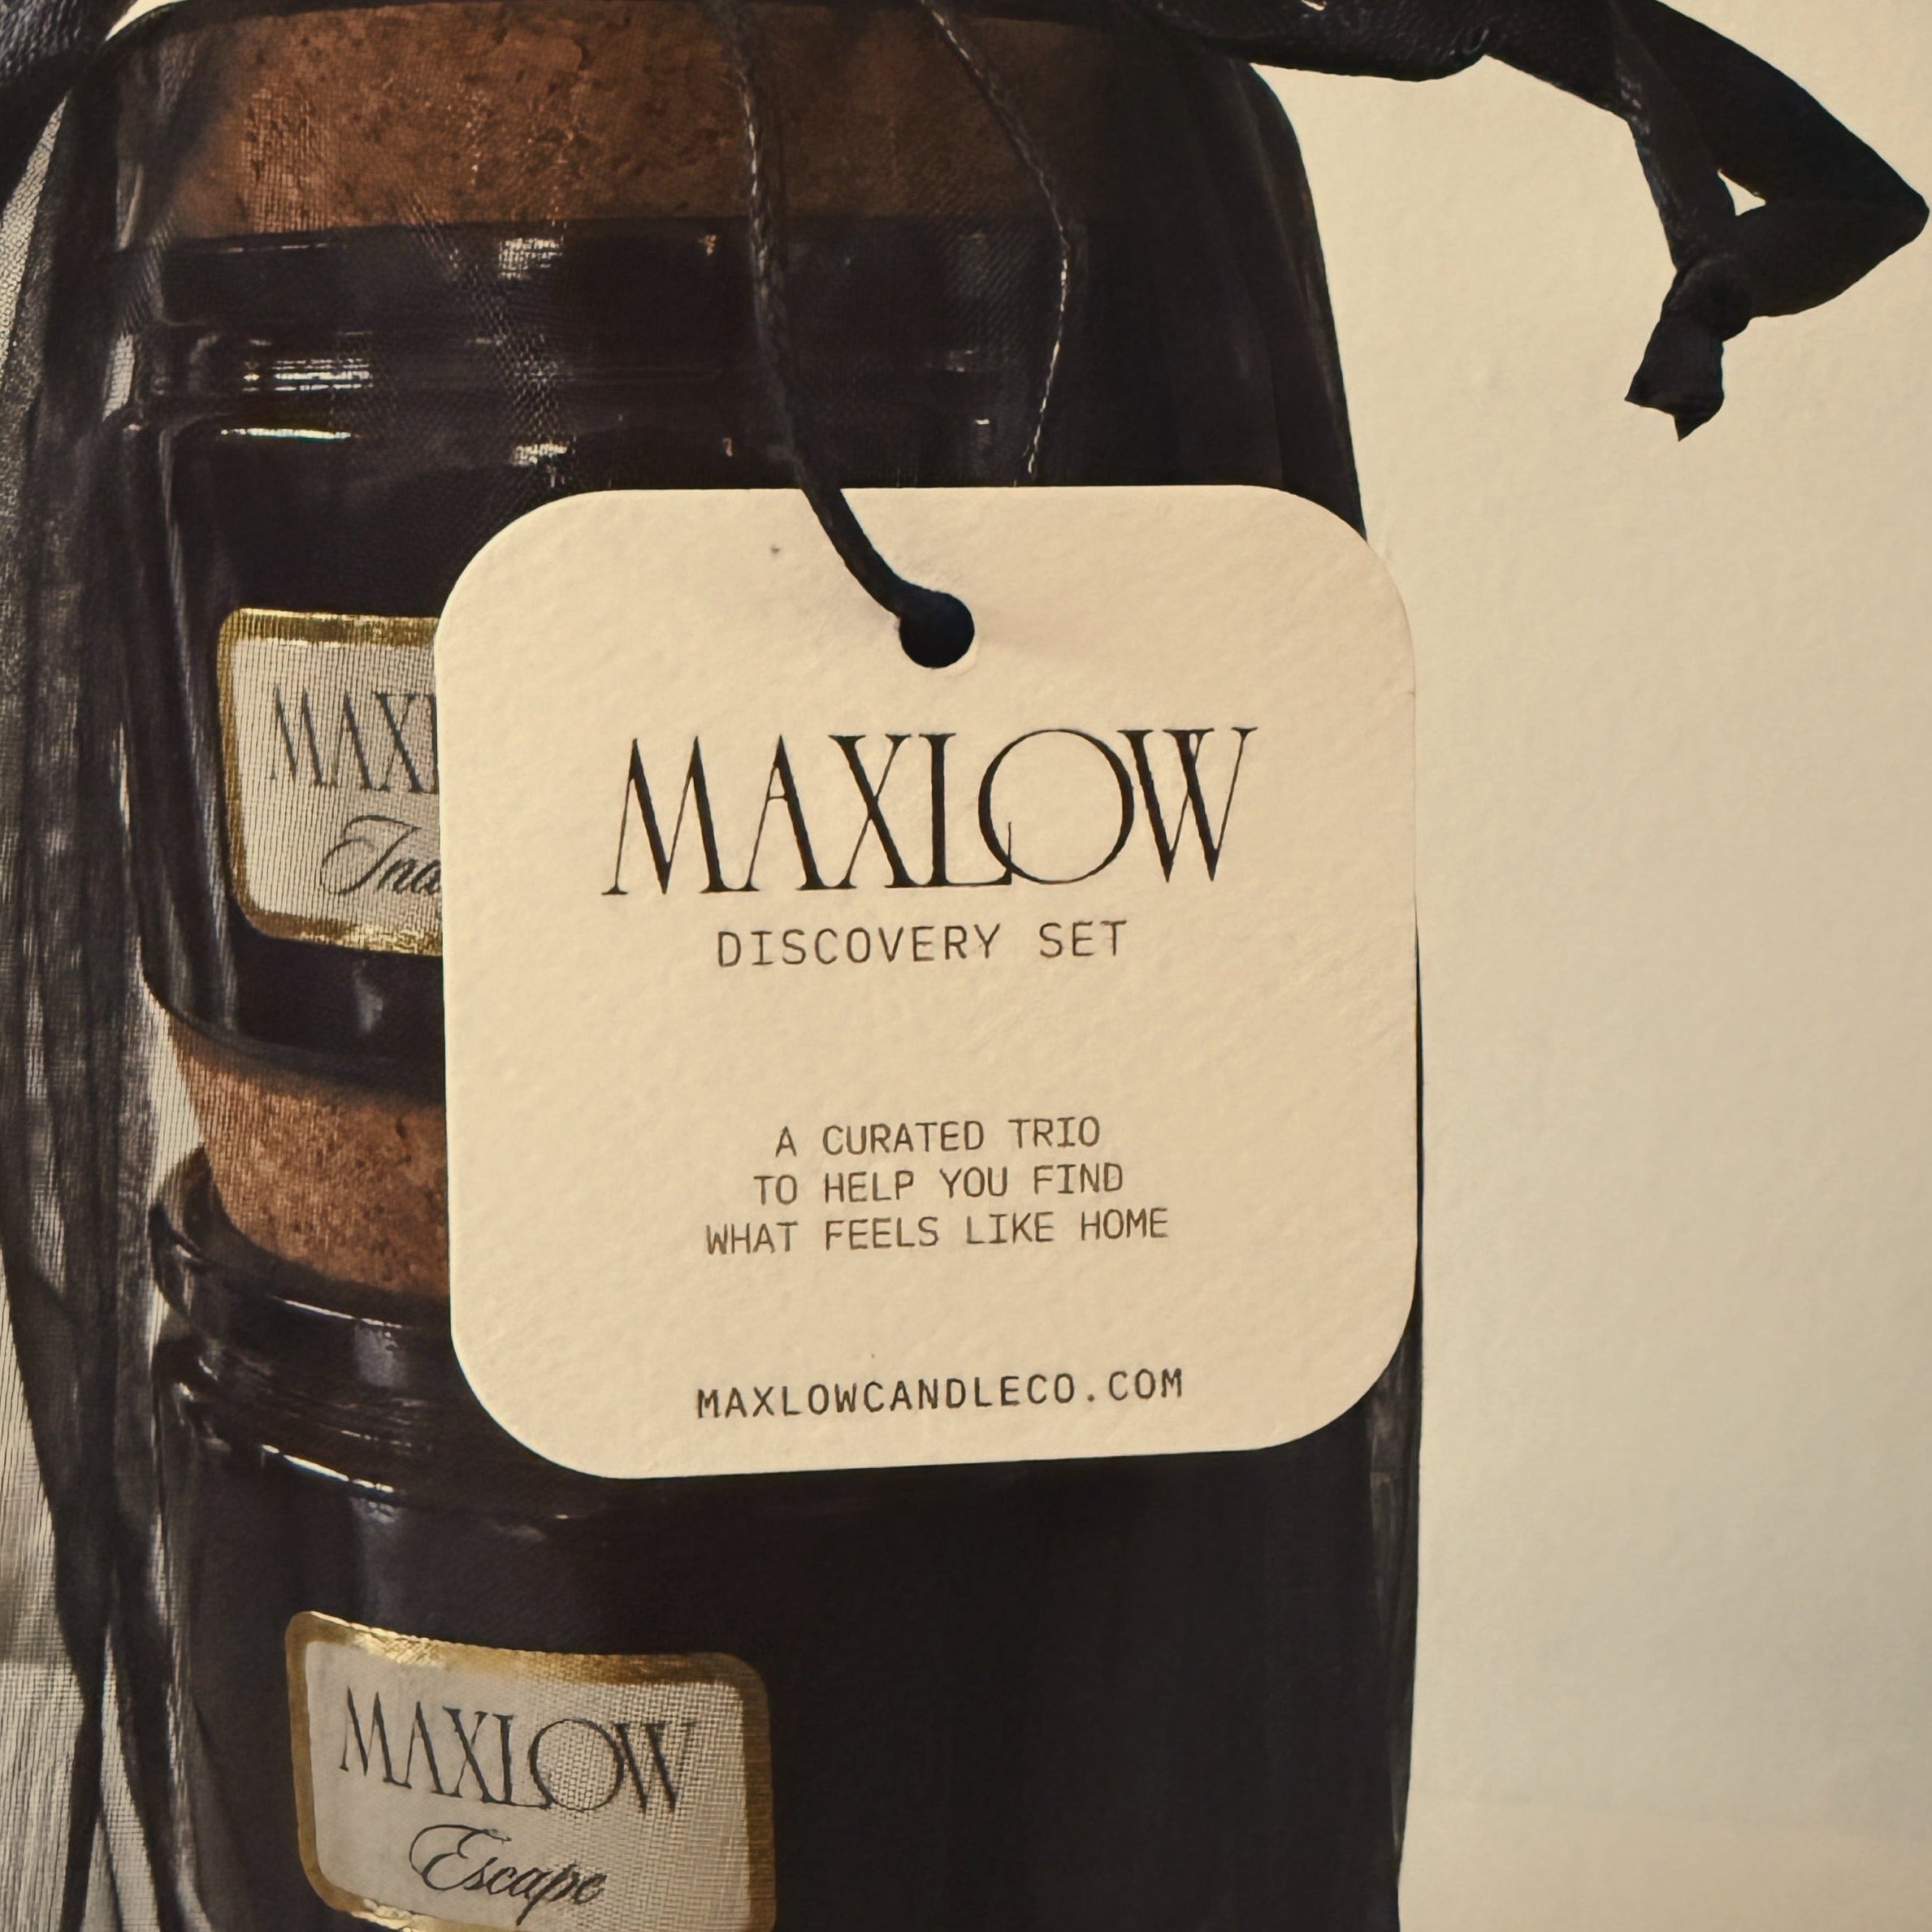 MAXLOW
DISCOVERY SET
A CURATED TRIO
TO HELP YOU FIND
WHAT FEELS LIKE HOME
MAXLOWCANDLECO.COM
MAXLOW
Escape